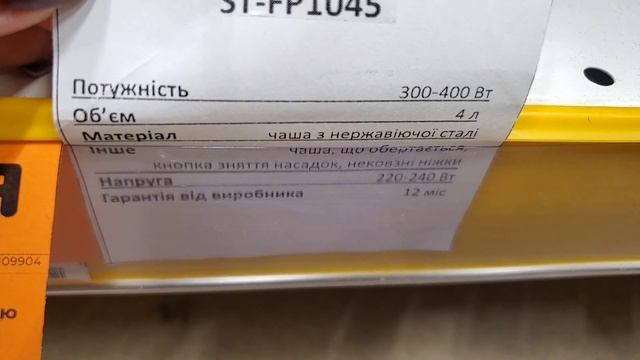 ST-FP1045
Потужність 300-400 Вт
Об'єм 4 л
Матеріал чаша з нержавіючої сталі
Інше чаша, що обертається,
кнопка зняття насадок, нековзні ніжки
Напруга 220-240 Вт
Гарантія від виробника 12 міс
09904
ю